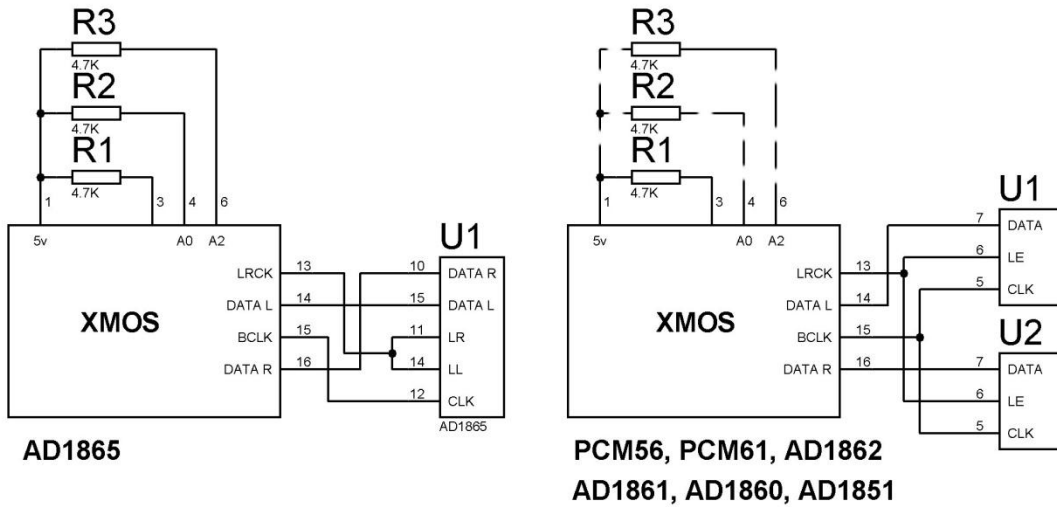 R3
4.7K
R2
4.7K
R1
4.7K
1 3 4 6
5v A0 A2
XMOS
LRCK 13
DATA L 14
BCLK 15
DATA R 16
U1
10 DATA R
15 DATA L
11 LR
14 LL
12 CLK
AD1865
AD1865
R3
4.7K
R2
4.7K
R1
4.7K
1 3 4 6
5v A0 A2
XMOS
LRCK 13
DATA L 14
BCLK 15
DATA R 16
U1
7 DATA
6 LE
5 CLK
U2
7 DATA
6 LE
5 CLK
PCM56, PCM61, AD1862
AD1861, AD1860, AD1851